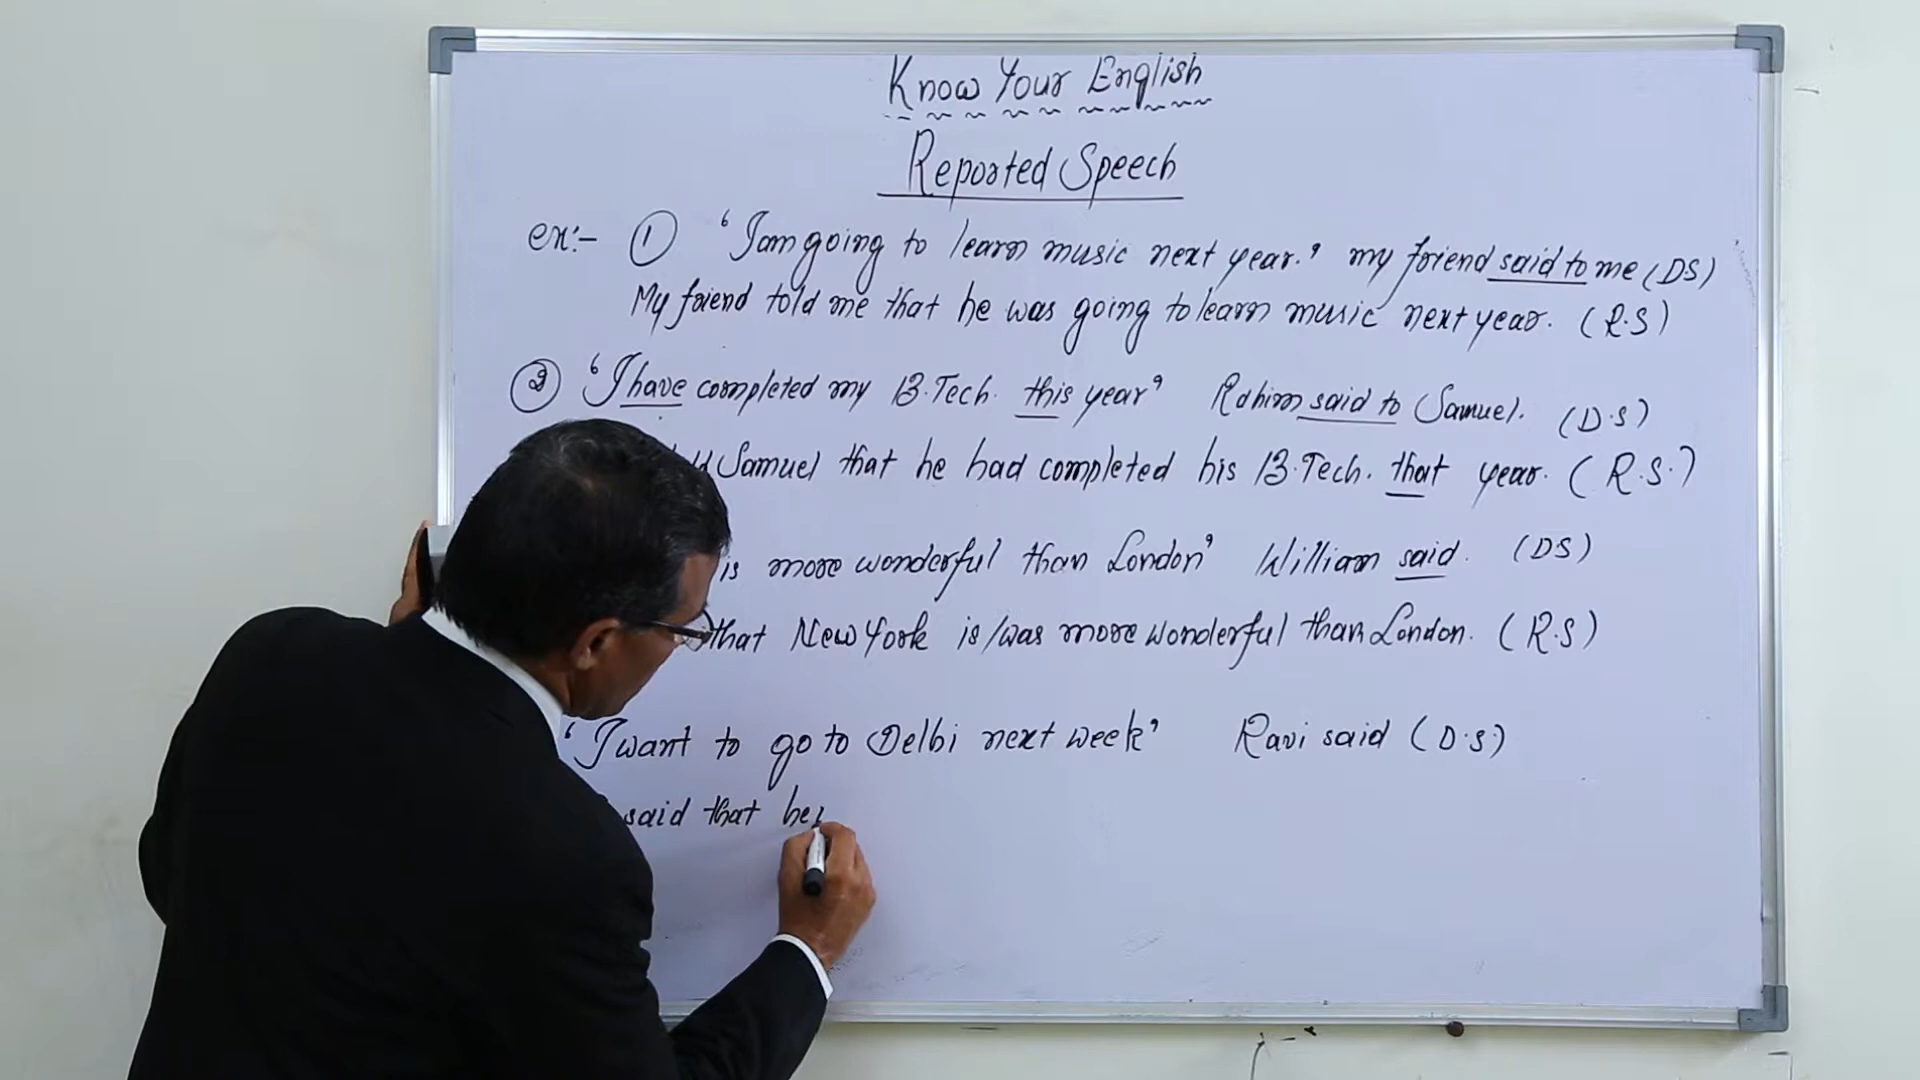 Know Your English
Reported Speech
ex:- ① ‘I am going to learn music next year.’ my friend said to me (DS)
My friend told me that he was going to learn music next year. (R.S)
② ‘I have completed my B.Tech. this year’ Rahim said to Samuel. (D.S)
Samuel that he had completed his B.Tech. that year. (R.S.)
is more wonderful than London’ William said. (DS)
that New York is/was more wonderful than London. (R.S)
‘I want to go to Delhi next week’ Ravi said (D.S)
said that he